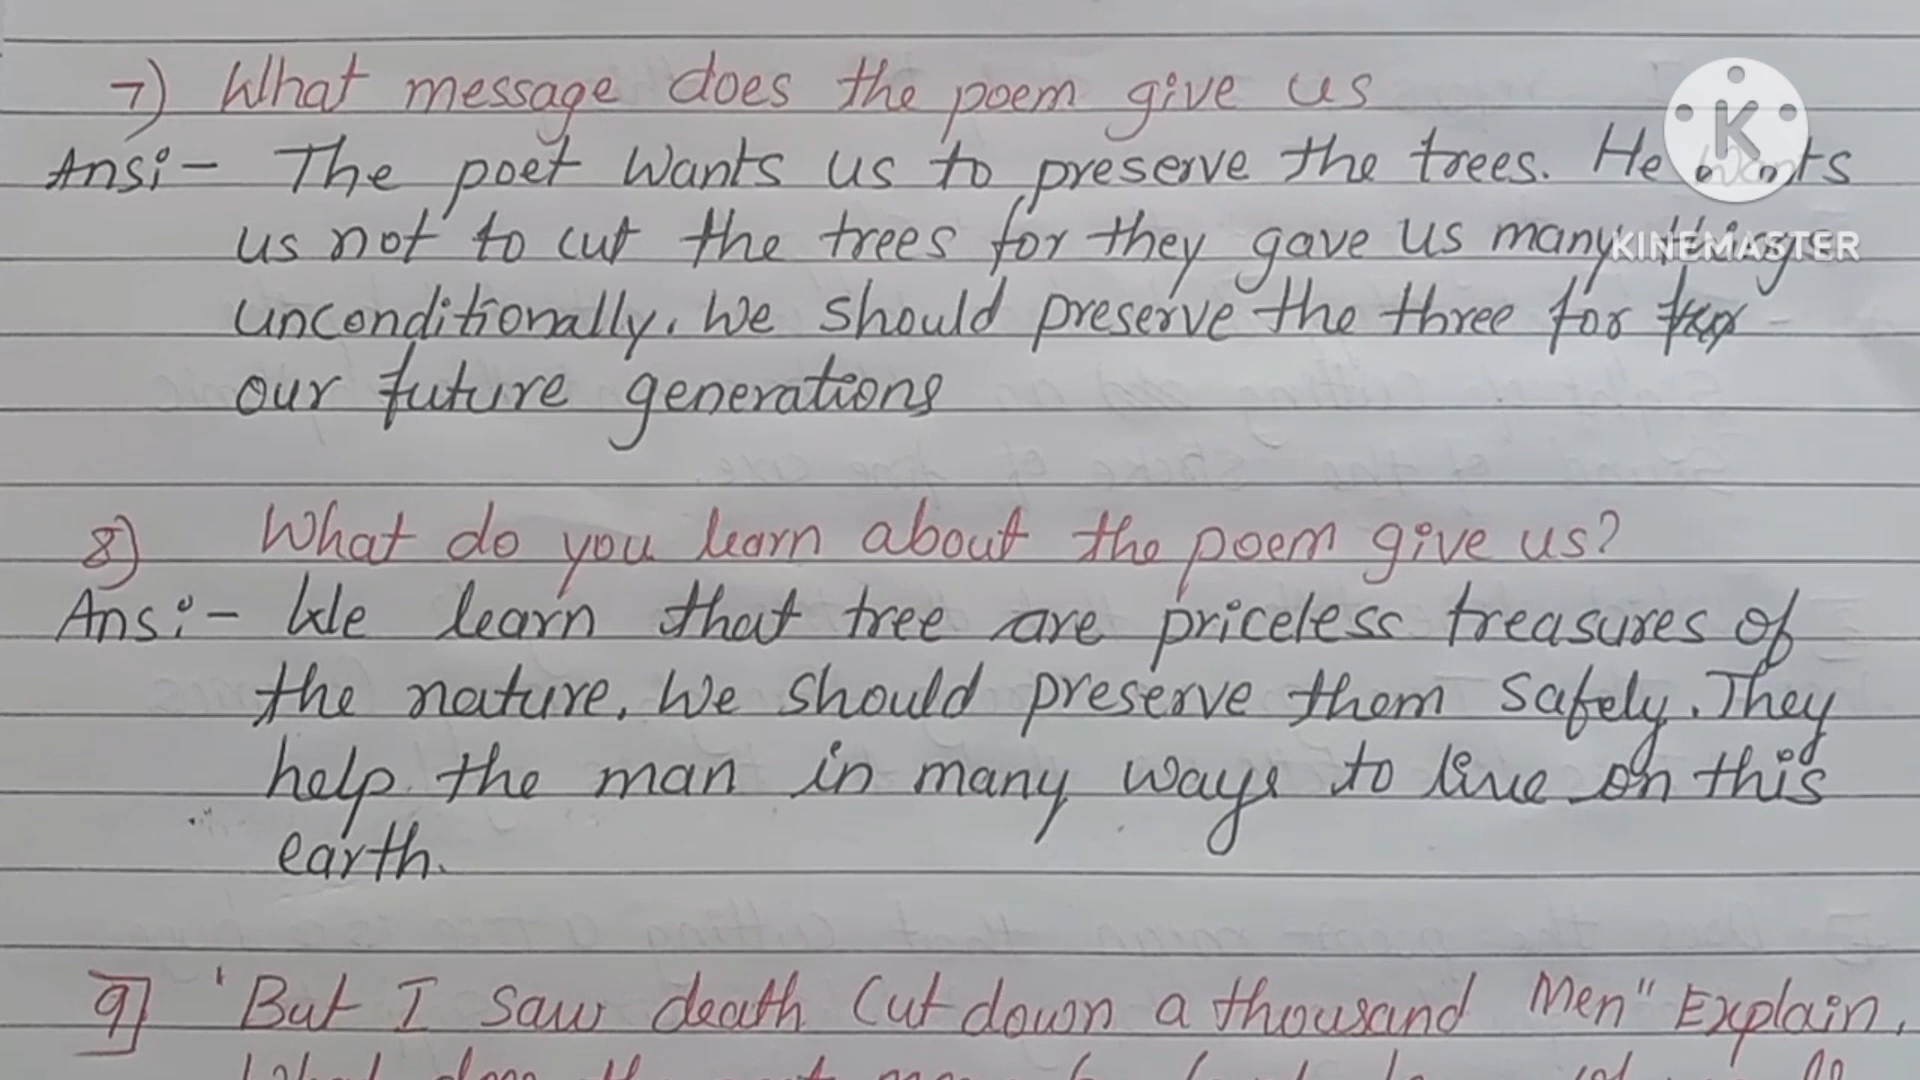 7) What message does the poem give us
Ans:- The poet wants us to preserve the trees. He wants
us not to cut the trees for they gave us many things
unconditionally. We should preserve the three for
our future generations
8) What do you learn about the poem give us?
Ans:- We learn that tree are priceless treasures of
the nature. We should preserve them safely. They
help the man in many ways to live on this
earth.
9] 'But I saw death cut down a thousand Men" Explain.
K
KINEMASTER